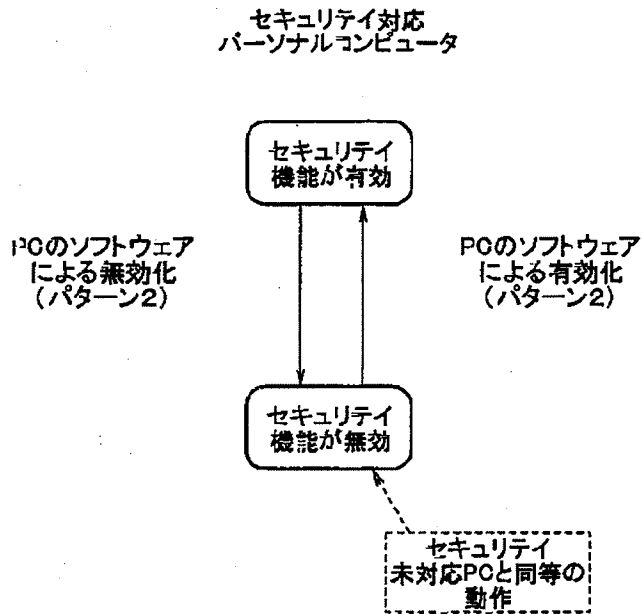 セキュリテイ対応
パーソナルコンピュータ
セキュリテイ
機能が有効
PCのソフトウェア
による無効化
(パターン2)
PCのソフトウェア
による有効化
(パターン2)
セキュリテイ
機能が無効
セキュリテイ
未対応PCと同等の
動作